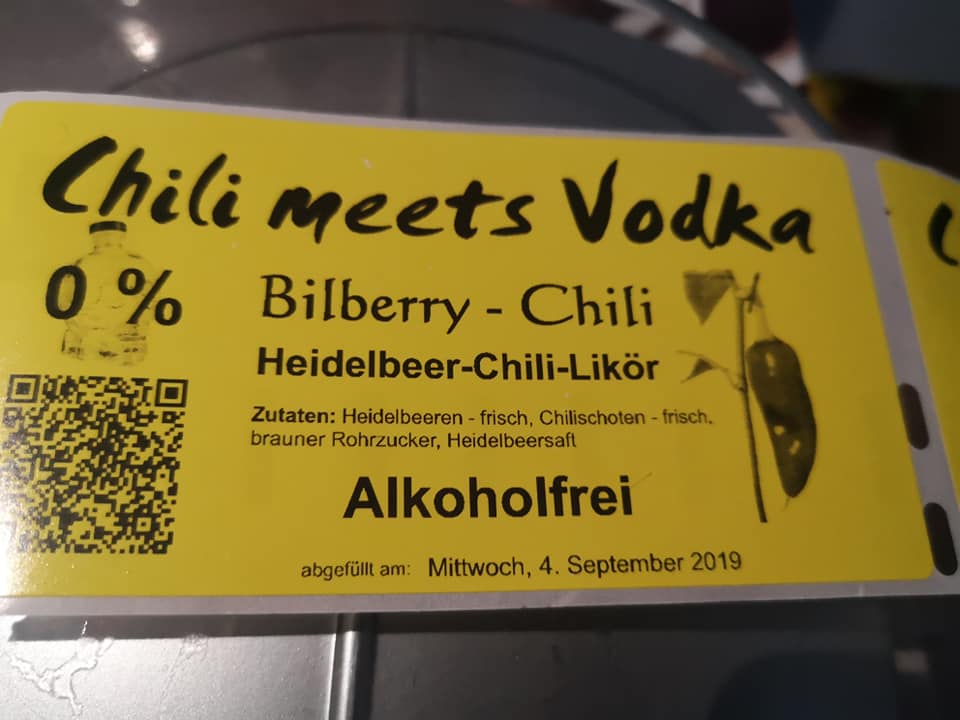 Chili meets Vodka
0 %
Bilberry - Chili
Heidelbeer-Chili-Likör
Zutaten: Heidelbeeren - frisch, Chilischoten - frisch,
brauner Rohrzucker, Heidelbeersaft
Alkoholfrei
abgefüllt am: Mittwoch, 4. September 2019